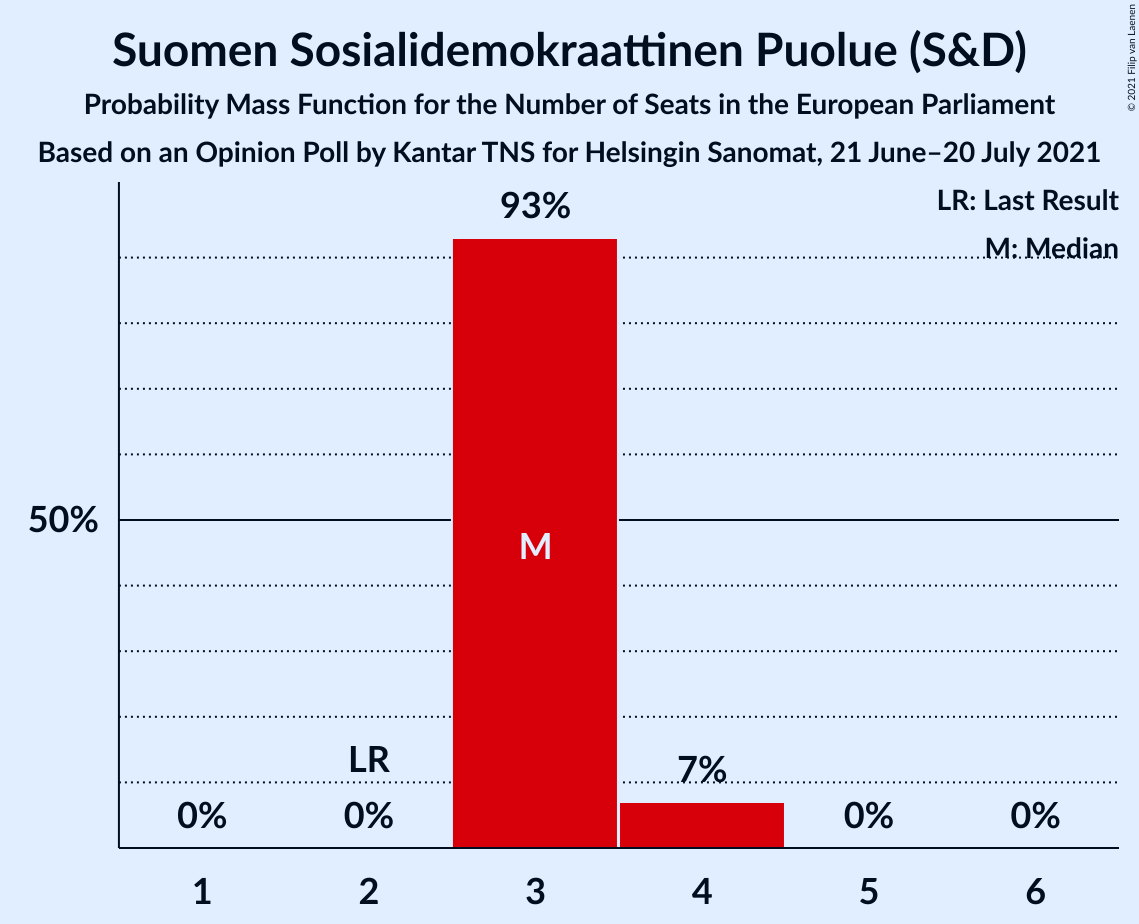 Suomen Sosialidemokraattinen Puolue (S&D)
Probability Mass Function for the Number of Seats in the European Parliament
Based on an Opinion Poll by Kantar TNS for Helsingin Sanomat, 21 June–20 July 2021
© 2021 Filip van Laenen
LR: Last Result
M: Median
93%
50%
M
LR
7%
0%
0%
0%
0%
1
2
3
4
5
6